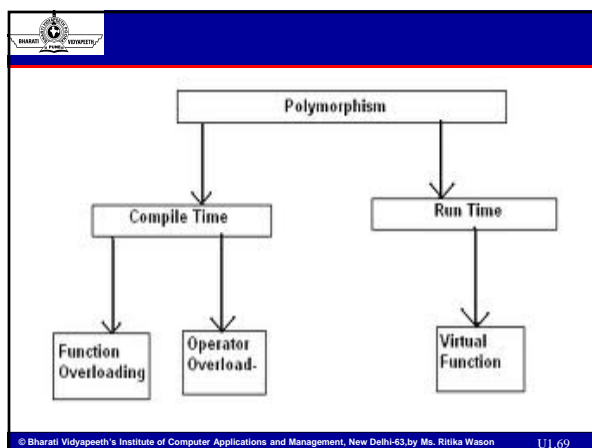 BHARATI VIDYAPEETH
PUNE
Polymorphism
Compile Time
Run Time
Function
Overloading
Operator
Overload-
Virtual
Function
© Bharati Vidyapeeth's Institute of Computer Applications and Management, New Delhi-63,by Ms. Ritika Wason
U1.69